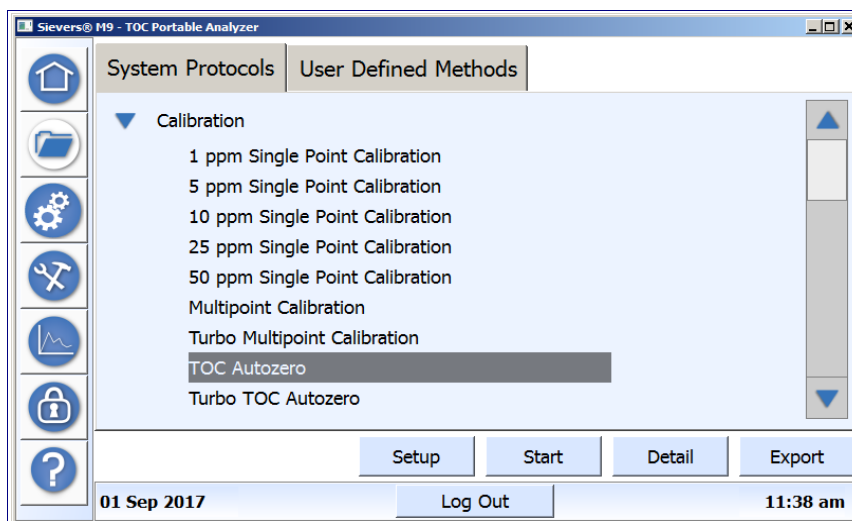 Sievers® M9 - TOC Portable Analyzer
System Protocols User Defined Methods
Calibration
1 ppm Single Point Calibration
5 ppm Single Point Calibration
10 ppm Single Point Calibration
25 ppm Single Point Calibration
50 ppm Single Point Calibration
Multipoint Calibration
Turbo Multipoint Calibration
TOC Autozero
Turbo TOC Autozero
Setup Start Detail Export
?
01 Sep 2017 Log Out 11:38 am